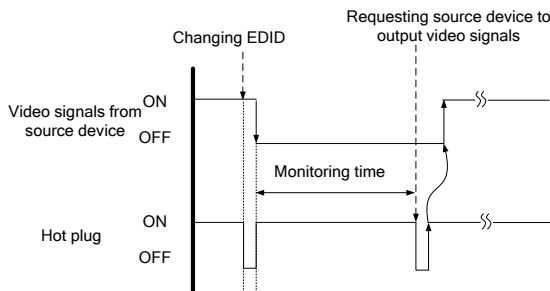 Requesting source device to
output video signals
Changing EDID
Video signals from
source device
ON
OFF
Monitoring time
Hot plug
ON
OFF